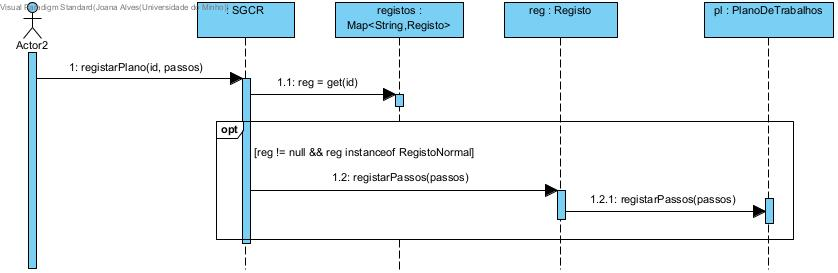 Visual Paradigm Standard(Joana Alves(Universidade do Minho))
: SGCR
registos :
Map<String,Registo>
reg : Registo
pl : PlanoDeTrabalhos
Actor2
1: registarPlano(id, passos)
1.1: reg = get(id)
opt
[reg != null && reg instanceof RegistoNormal]
1.2: registarPassos(passos)
1.2.1: registarPassos(passos)